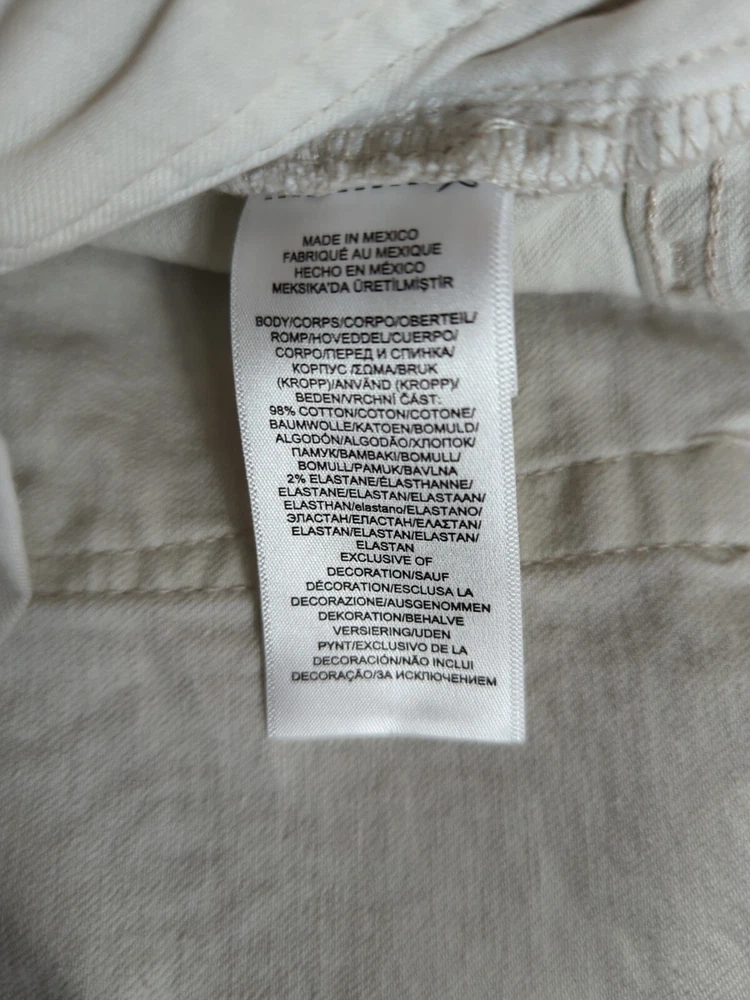 MADE IN MEXICO
FABRIQUÉ AU MEXIQUE
HECHO EN MÉXICO
MEKSIKA'DA ÜRETİLMİŞTİR
BODY/CORPS/CORPO/OBERTEIL/
ROMP/HOVEDDEL/CUERPO/
CORPO/ПЕРЕД И СПИНКА/
КОРПУС /ΣΩΜΑ/BRUK
(KROPP)/ANVÄND (KROPP)/
BEDEN/VRCHNÍ ČÁST:
98% COTTON/COTON/COTONE/
BAUMWOLLE/KATOEN/BOMULD/
ALGODÓN/ALGODÃO/ХЛОПОК/
ПАМУК/ΒΑΜΒΑΚΙ/BOMULL/
BOMULL/PAMUK/BAVLNA
2% ELASTANE/ÉLASTHANNE/
ELASTANE/ELASTAN/ELASTAAN/
ELASTHAN/elastano/ELASTANO/
ЭЛАСТАН/ЕЛАСТАН/ΕΛΑΣΤΑΝ/
ELASTAN/ELASTAN/ELASTAN/
ELASTAN
EXCLUSIVE OF
DECORATION/SAUF
DÉCORATION/ESCLUSA LA
DECORAZIONE/AUSGENOMMEN
DEKORATION/BEHALVE
VERSIERING/UDEN
PYNT/EXCLUSIVO DE LA
DECORACIÓN/NÃO INCLUI
DECORAÇÃO/ЗА ИСКЛЮЧЕНИЕМ